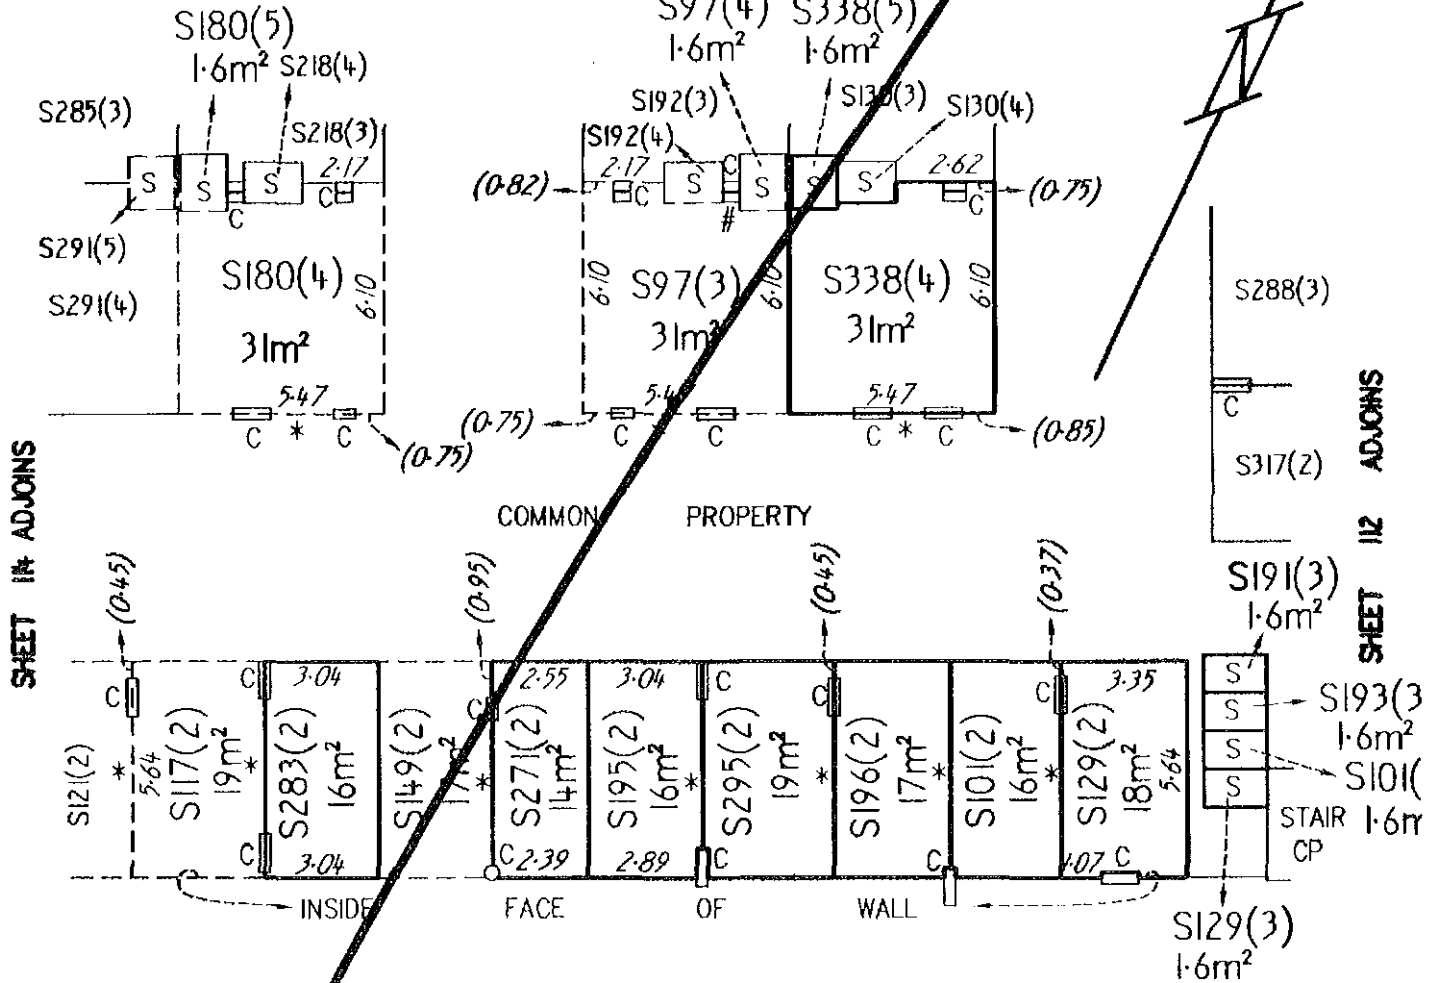 S180(5)
1·6m²
S218(4)
S97(4)
1·6m²
S338(5)
1·6m²
S285(3)
S218(3)
S192(3)
S130(3)
S130(4)
S192(4)
2·17
2·17
2·62
S S S
S S S S
C C
C C C
(0·82)
(0·75)
#
S291(5)
S291(4)
S180(4)
31m²
6·10
6·10
S97(3)
31m²
6·10
S338(4)
31m²
6·10
S288(3)
C
S317(2)
5·47
5·47
C * C
C C
C * C
(0·75)
(0·75)
(0·85)
SHEET 114 ADJOINS
SHEET 112 ADJOINS
COMMON PROPERTY
(0·45)
(0·95)
(0·45)
(0·37)
S191(3)
1·6m²
S
S193(3
1·6m²
S
S101(
1·6m
S
S
STAIR
CP
S129(3)
1·6m²
3·04
2·55
3·04
3·35
C C C C C C
S121(2)
*
5·64
S117(2)
19m²
S283(2)
16m²
S149(2)
17m²
*
S271(2)
14m²
S195(2)
16m²
S295(2)
19m²
*
S196(2)
17m²
*
S101(2)
16m²
*
S129(2)
18m²
5·64
C
3·04
C
2·39
2·89
C
C
1·07
C
INSIDE FACE OF WALL